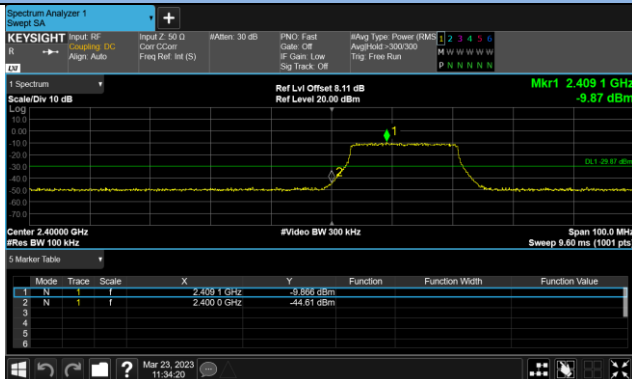 Spectrum Analyzer 1
Swept SA
+
KEYSIGHT Input: RF Input Z: 50 Ω #Atten: 30 dB PNO: Fast #Avg Type: Power (RMS 1 2 3 4 5 6
R Coupling: DC Corr CCorr Gate: Off Avg|Hold:>300/300 M W W W W W
Align: Auto Freq Ref: Int (S) IF Gain: Low Trig: Free Run
LXI Sig Track: Off P N N N N N
1 Spectrum Ref Lvl Offset 8.11 dB Mkr1 2.409 1 GHz
Scale/Div 10 dB Ref Level 20.00 dBm -9.87 dBm
Log
10.0
0.00
-10.0
-20.0
-30.0
-40.0
-50.0
-60.0
-70.0
1
DL1 -29.87 dBm
2
Center 2.40000 GHz #Video BW 300 kHz Span 100.0 MHz
#Res BW 100 kHz Sweep 9.60 ms (1001 pts)
5 Marker Table
Mode Trace Scale X Y Function Function Width Function Value
1 N 1 f 2.409 1 GHz -9.866 dBm
2 N 1 f 2.400 0 GHz -44.61 dBm
3
4
5
6
? Mar 23, 2023
11:34:20